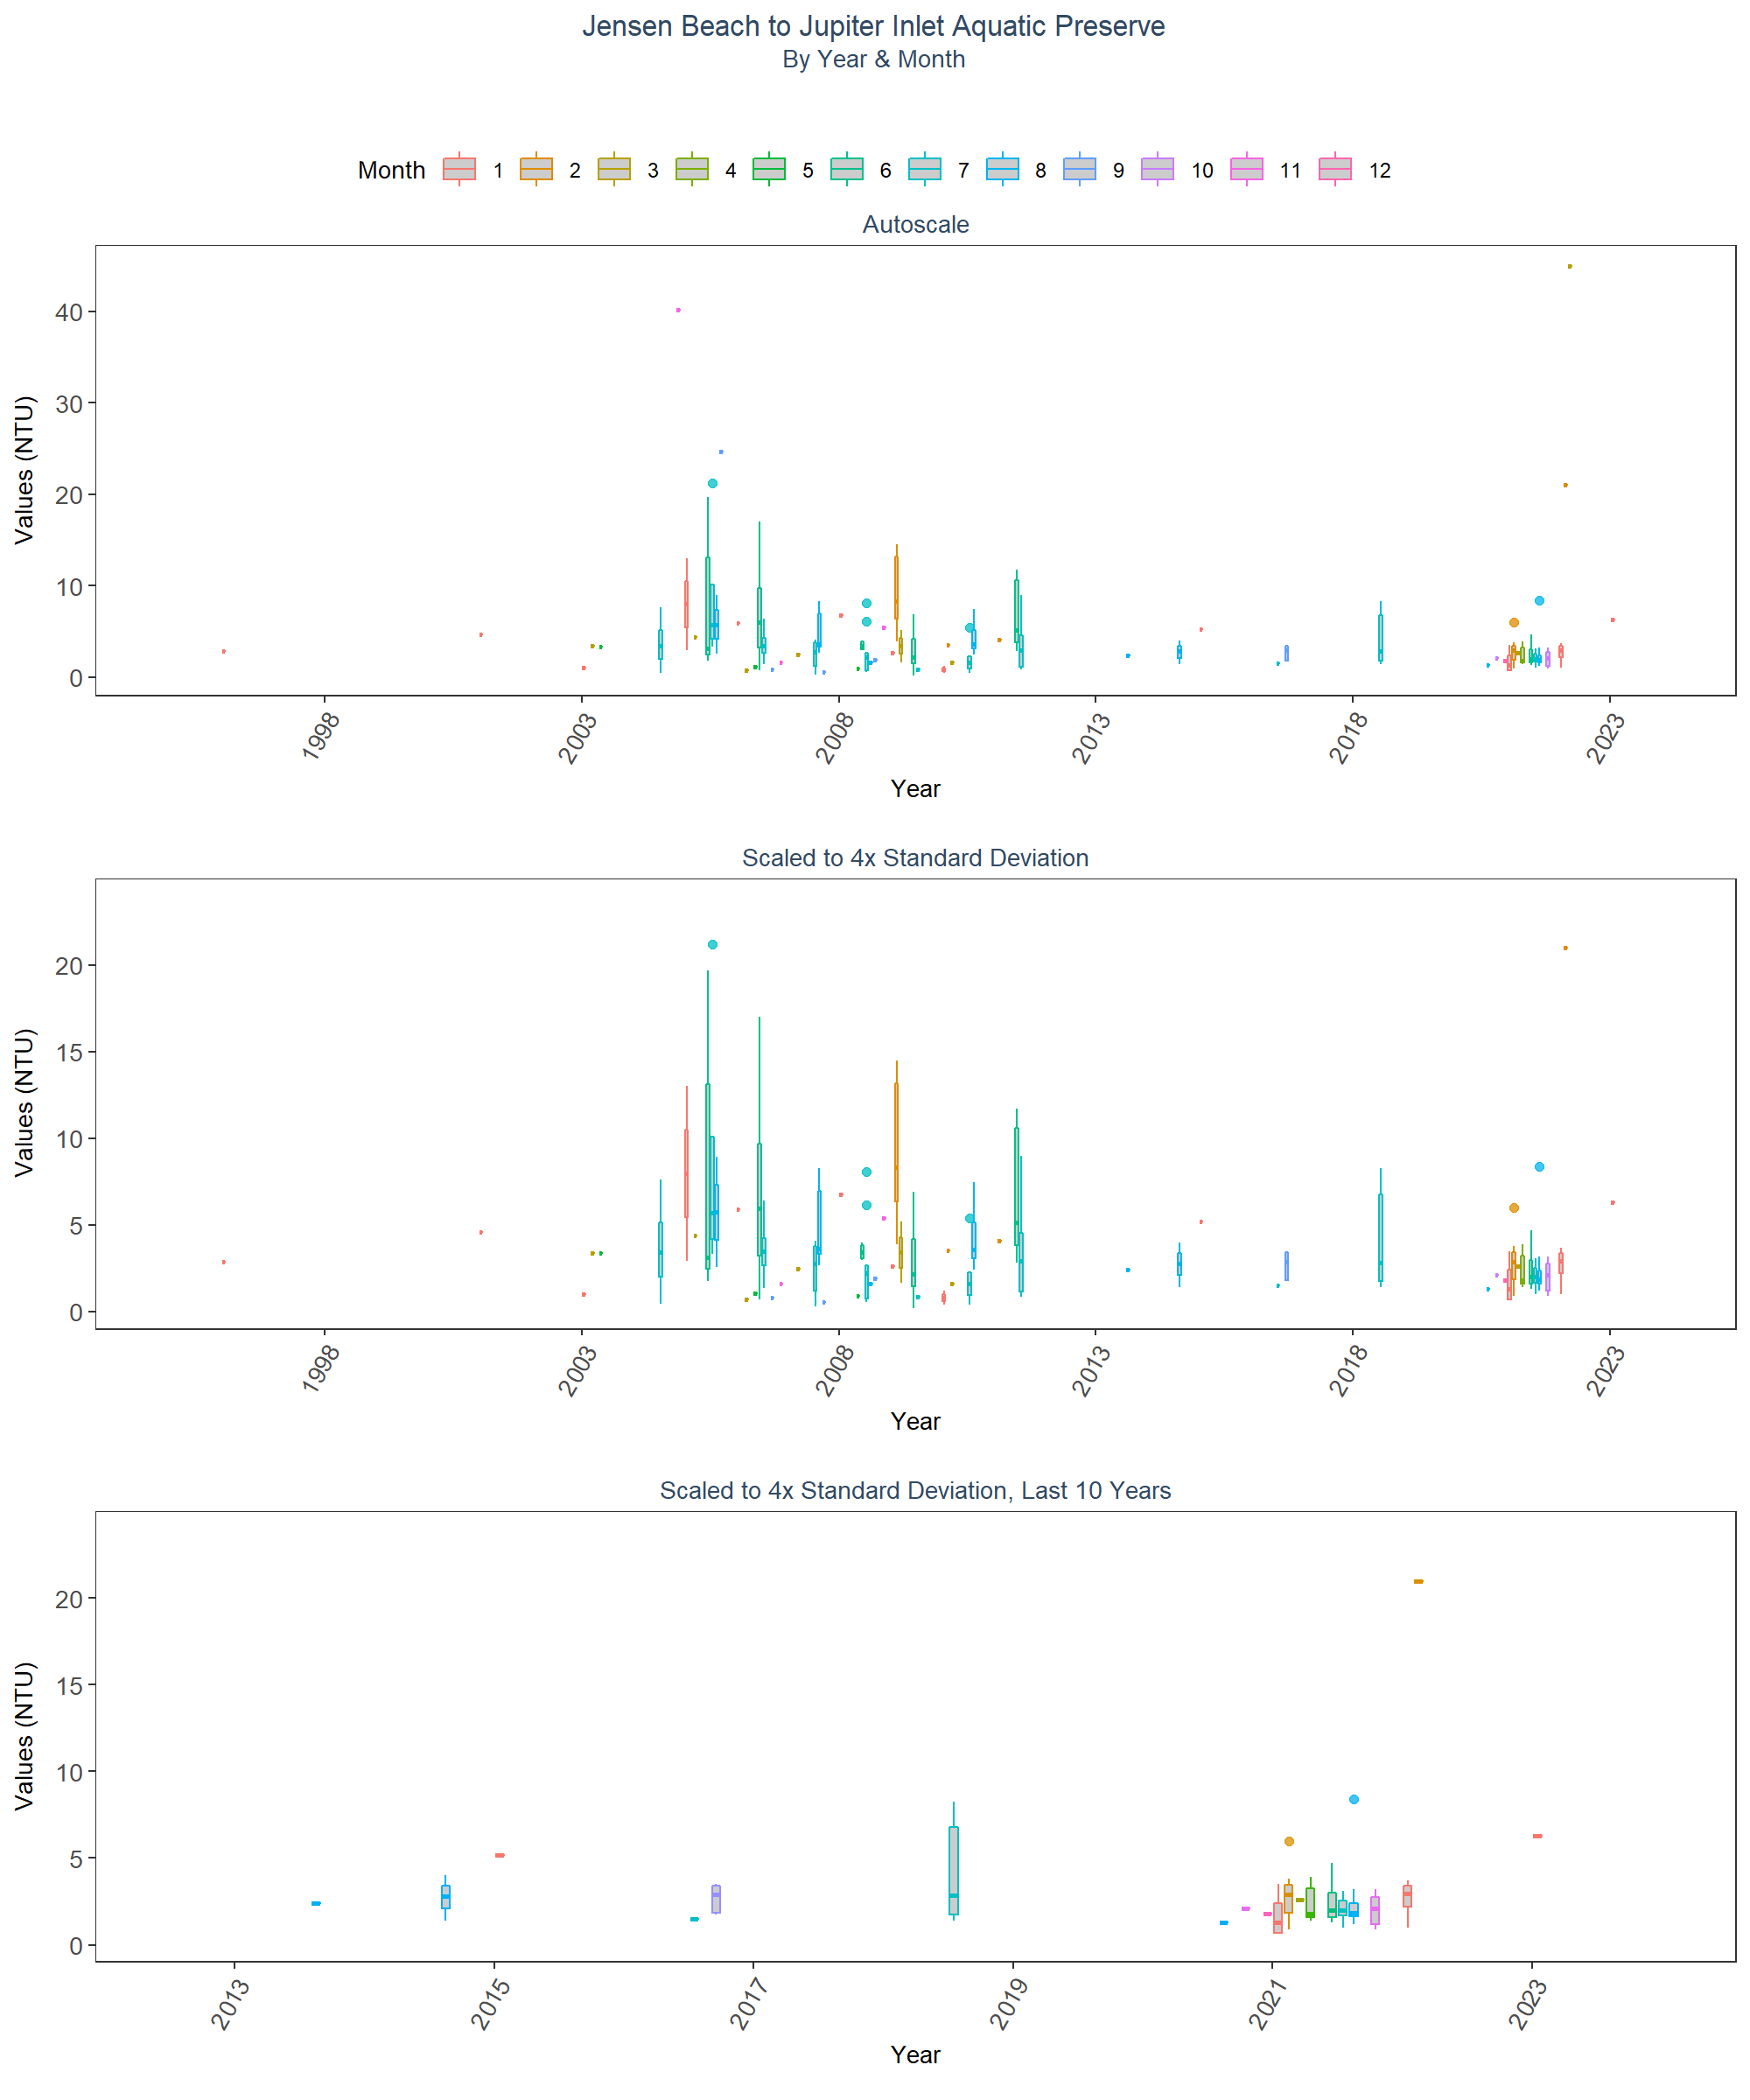 Jensen Beach to Jupiter Inlet Aquatic Preserve
By Year & Month
Month 1 2 3 4 5 6 7 8 9 10 11 12
Autoscale
Values (NTU)
40
30
20
10
0
1998 2003 2008 2013 2018 2023
Year
Scaled to 4x Standard Deviation
Values (NTU)
20
15
10
5
0
1998 2003 2008 2013 2018 2023
Year
Scaled to 4x Standard Deviation, Last 10 Years
Values (NTU)
20
15
10
5
0
2013 2015 2017 2019 2021 2023
Year